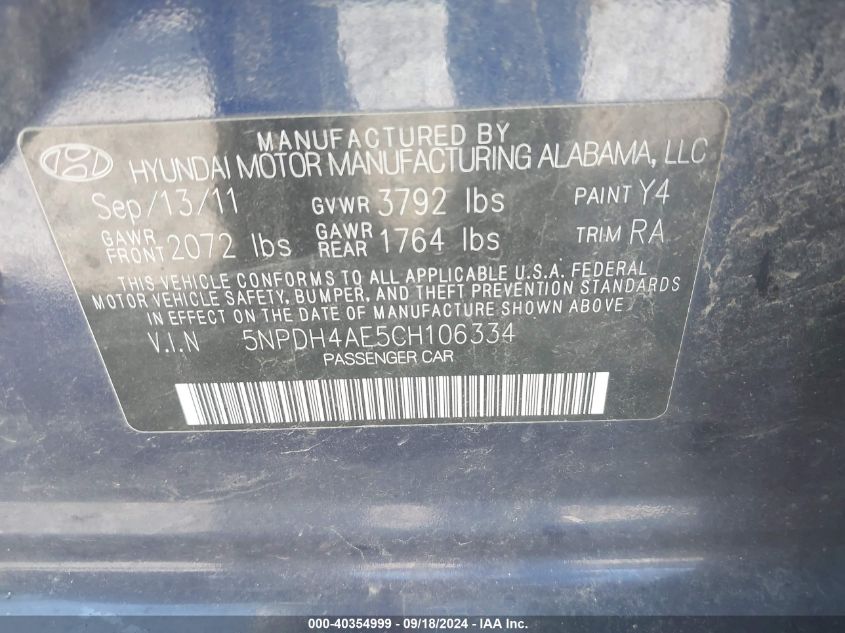 MANUFACTURED BY
HYUNDAI MOTOR MANUFACTURING ALABAMA, LLC
Sep/13/11 GVWR 3792 lbs PAINT Y4
GAWR FRONT 2072 lbs GAWR REAR 1764 lbs TRIM RA
THIS VEHICLE CONFORMS TO ALL APPLICABLE U.S.A. FEDERAL
MOTOR VEHICLE SAFETY, BUMPER, AND THEFT PREVENTION STANDARDS
IN EFFECT ON THE DATE OF MANUFACTURE SHOWN ABOVE.
V.I.N 5NPDH4AE5CH106334
PASSENGER CAR
000-40354999 - 09/18/2024 - IAA Inc.